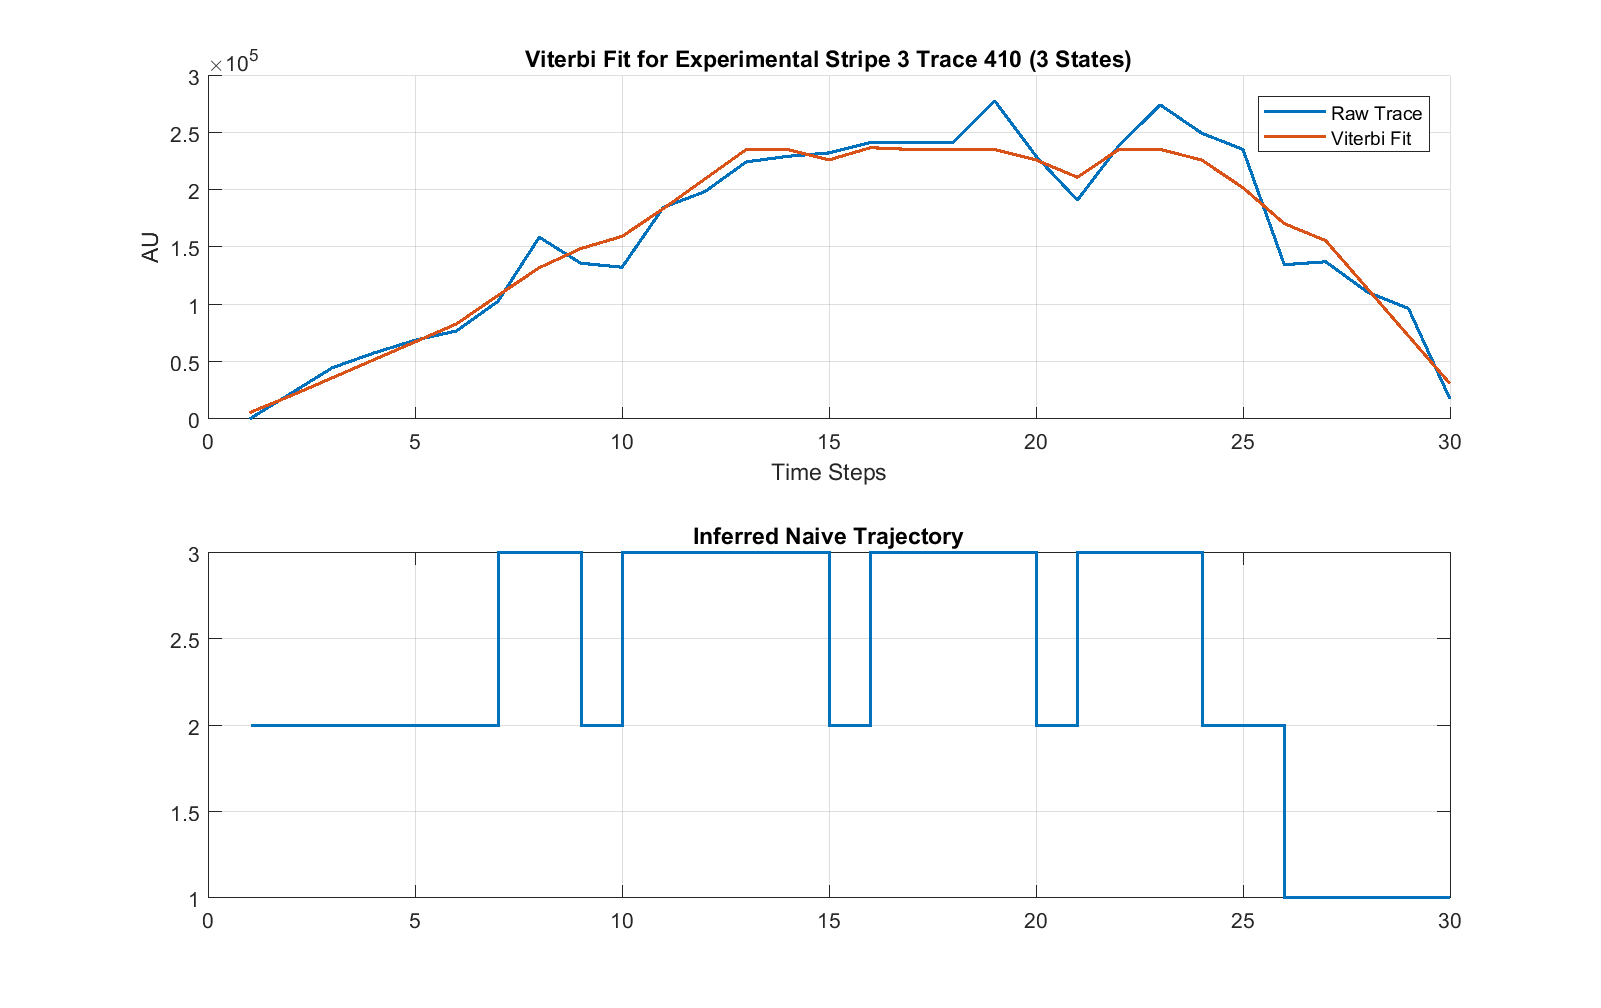 Viterbi Fit for Experimental Stripe 3 Trace 410 (3 States)
×10^5
3
2.5
2
1.5
1
0.5
0
AU
Raw Trace
Viterbi Fit
0 5 10 15 20 25 30
Time Steps
Inferred Naive Trajectory
3
2.5
2
1.5
1
0 5 10 15 20 25 30